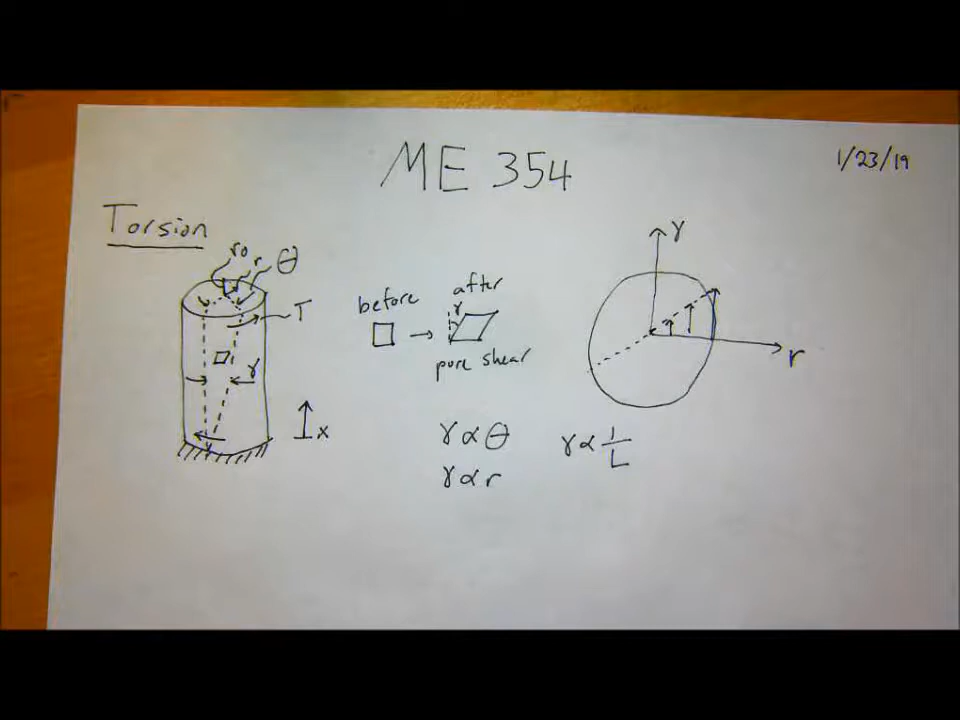 ME 354
1/23/19
Torsion
r0
r
θ
T
γ
x
before
after
γ
pure shear
γ
r
γ ∝ θ
γ ∝ 1/L
γ ∝ r